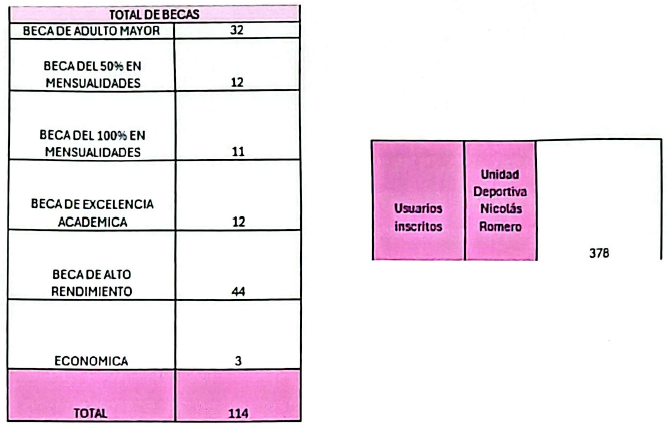 TOTAL DE BECAS
BECA DE ADULTO MAYOR 32
BECA DEL 50% EN
MENSUALIDADES 12
BECA DEL 100% EN
MENSUALIDADES 11
BECA DE EXCELENCIA
ACADEMICA 12
BECA DE ALTO
RENDIMIENTO 44
ECONOMICA 3
TOTAL 114
Usuarios
inscritos
Unidad
Deportiva
Nicolás
Romero
378